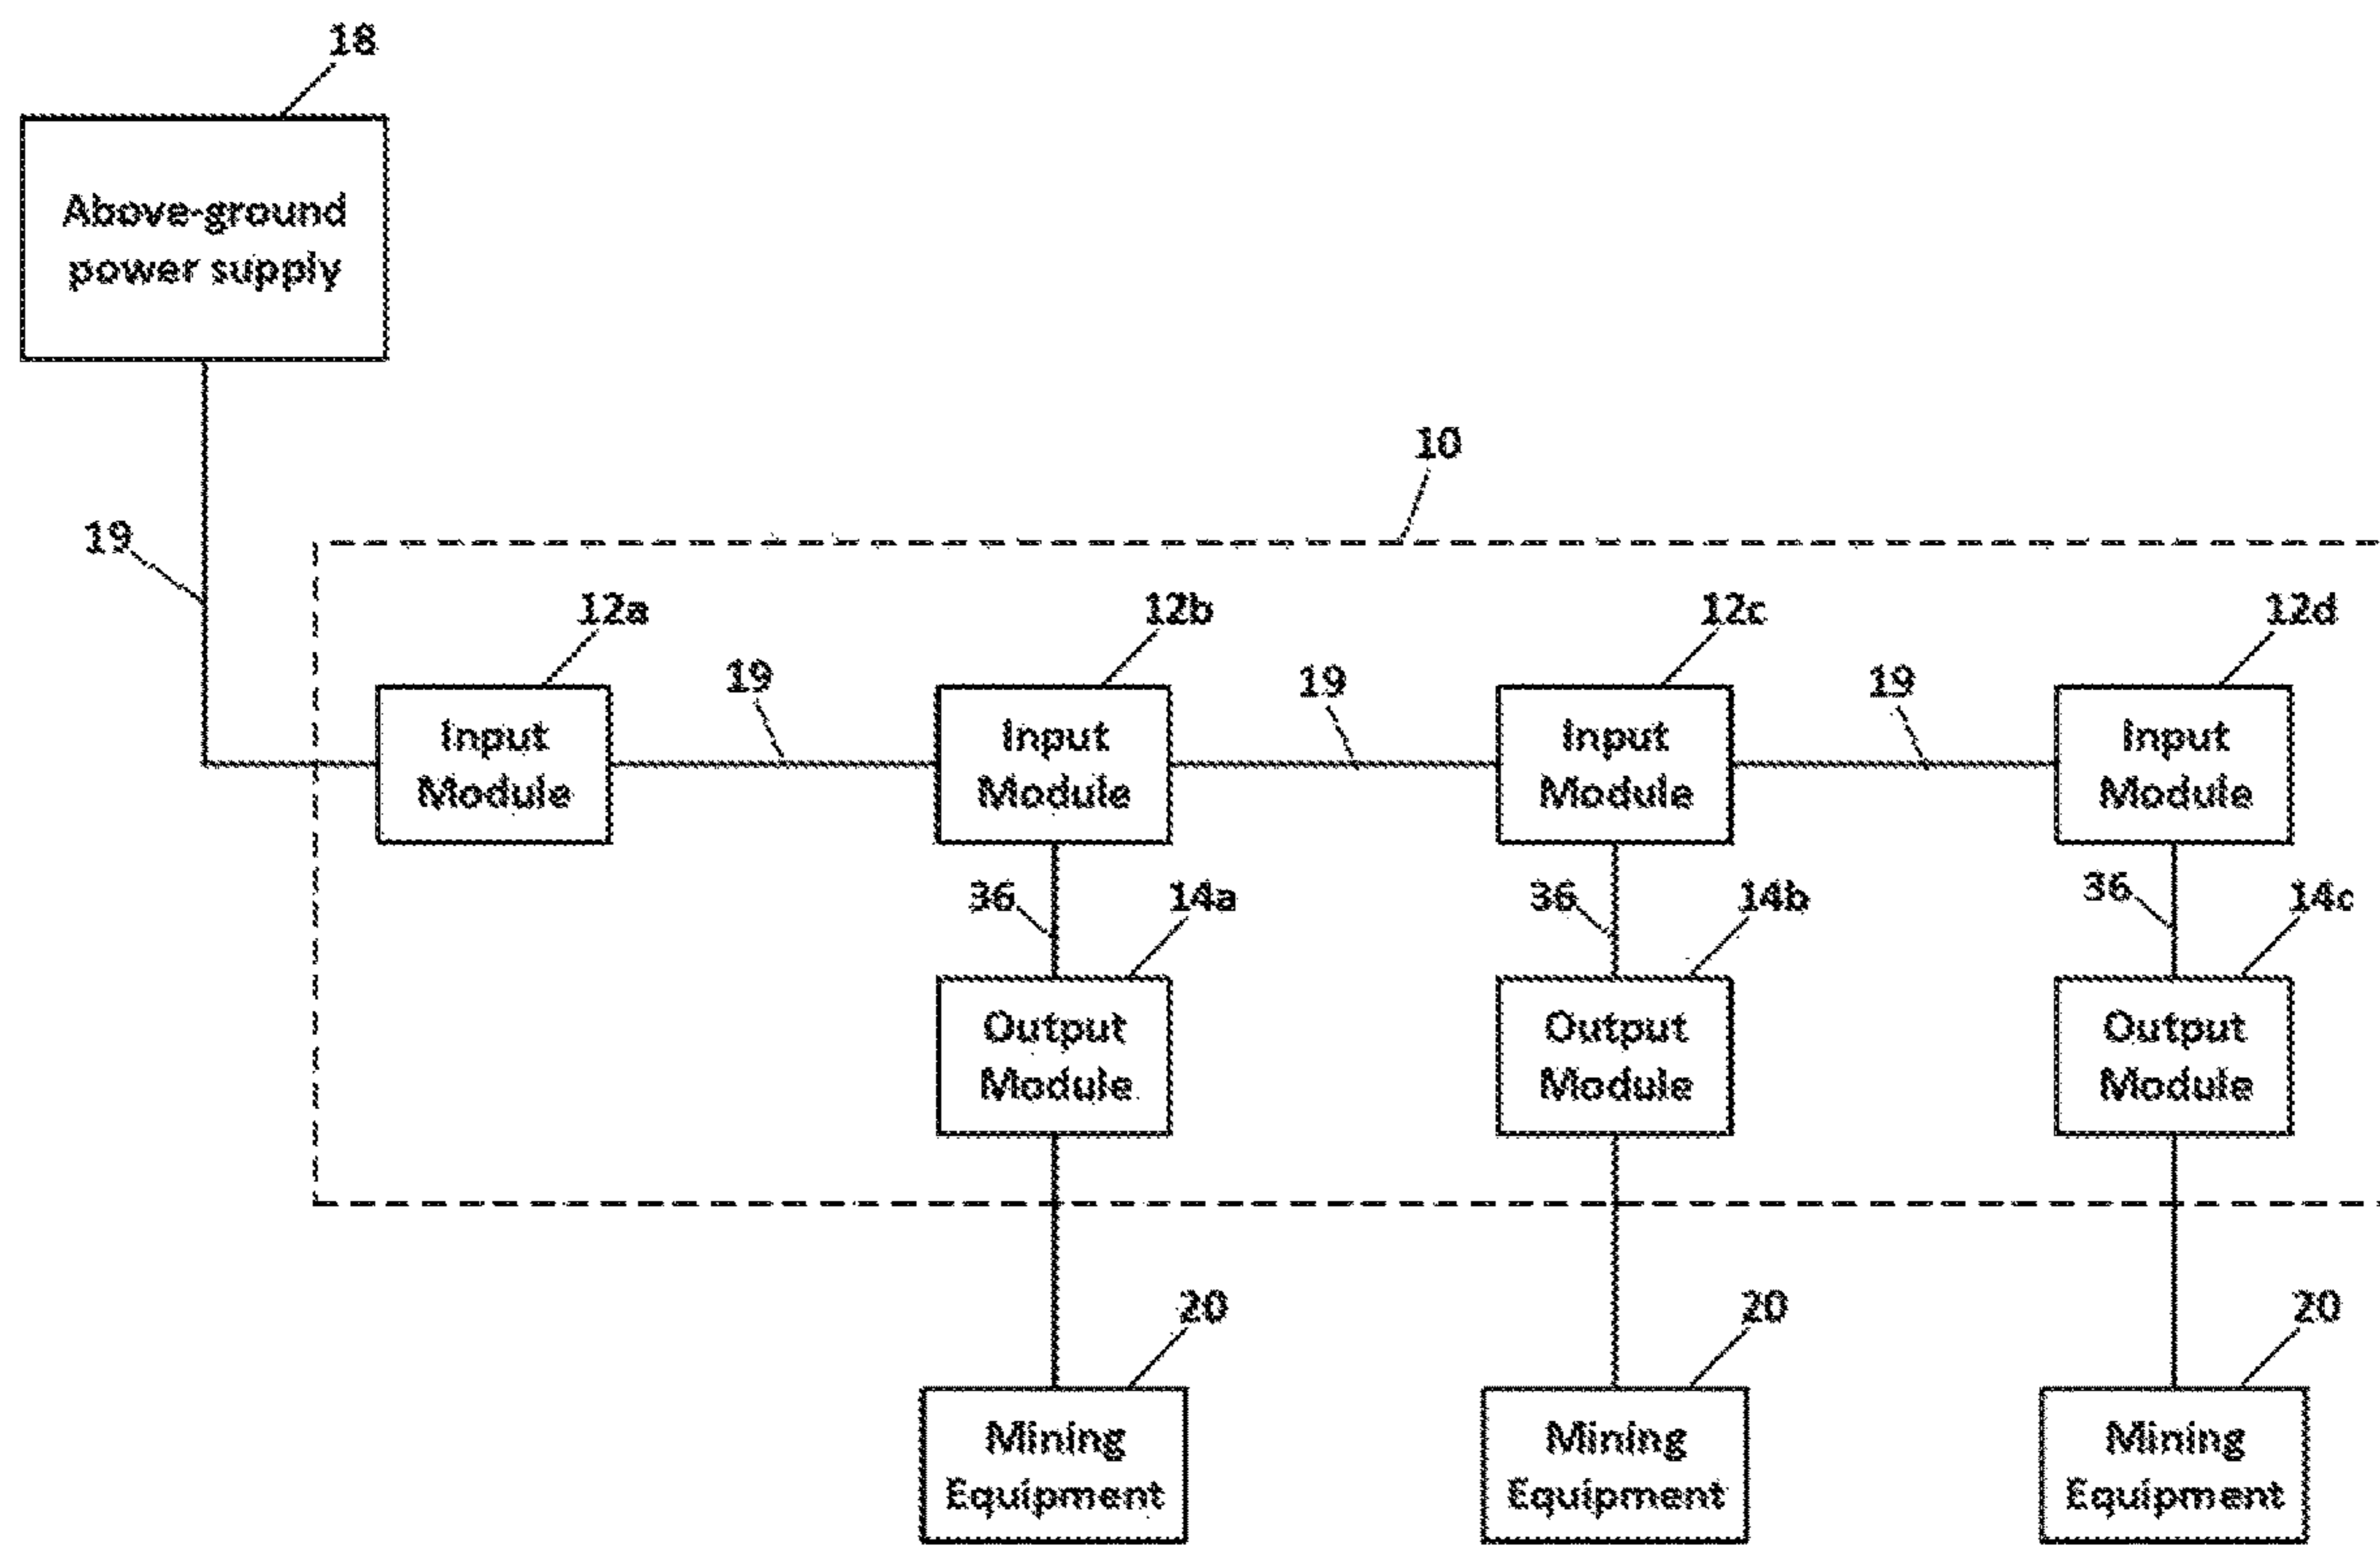 18
Above-ground
power supply
10
19
12a
12b
12c
12d
19
19
19
Input
Module
Input
Module
Input
Module
Input
Module
36
14a
36
14b
36
14c
Output
Module
Output
Module
Output
Module
20
20
20
Mining
Equipment
Mining
Equipment
Mining
Equipment